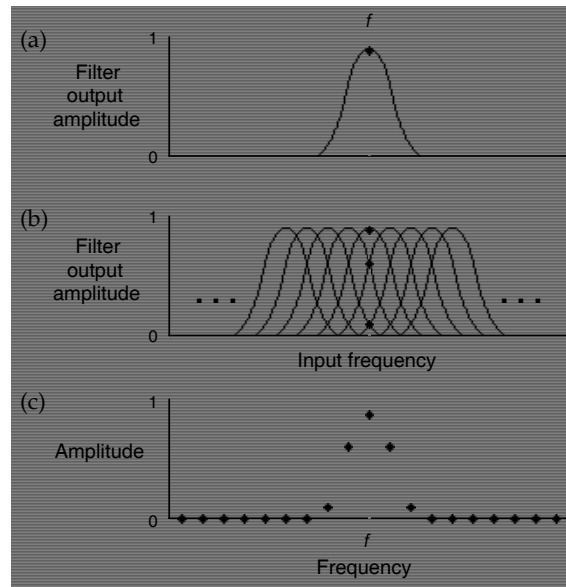 f
(a)
1
Filter
output
amplitude
0
(b)
1
Filter
output
amplitude
. . .
. . .
0
Input frequency
(c)
1
Amplitude
0
f
Frequency